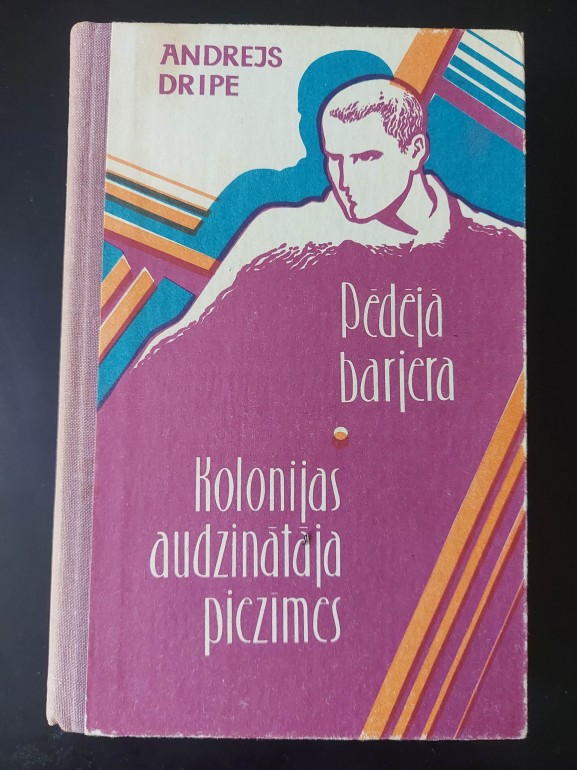 ANDREJS
DRIPE
Pēdējā
barjera
Kolonijas
audzinātāja
piezīmes